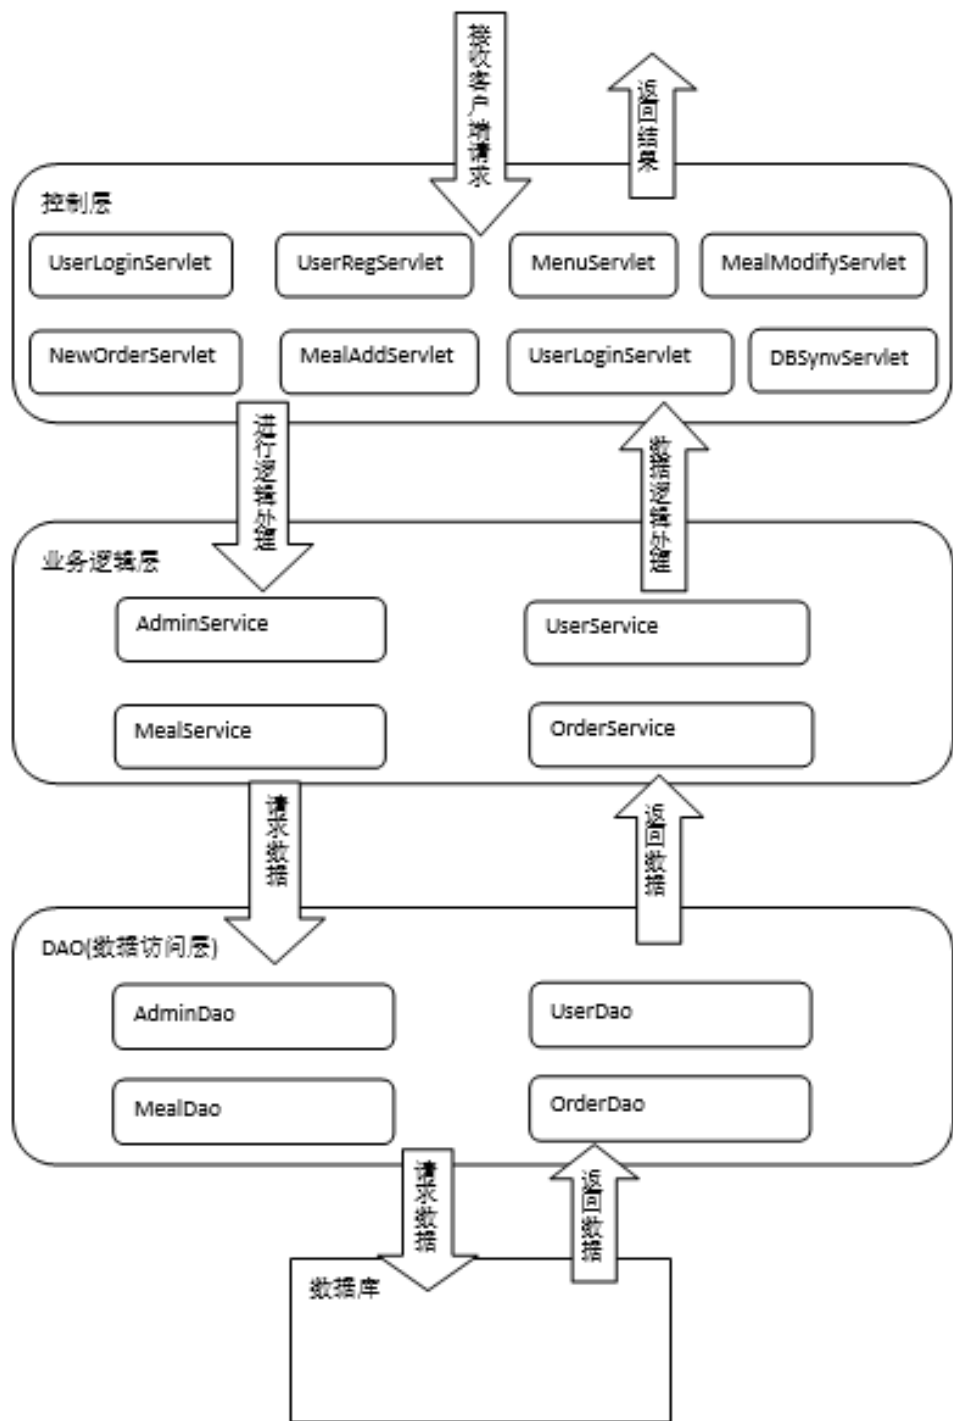 接收客户端请求
返回结果
控制层
UserLoginServlet
UserRegServlet
MenuServlet
MealModifyServlet
NewOrderServlet
MealAddServlet
UserLoginServlet
DBSynvServlet
进行逻辑处理
数据逻辑处理
业务逻辑层
AdminService
UserService
MealService
OrderService
请求数据
返回数据
DAO(数据访问层)
AdminDao
UserDao
MealDao
OrderDao
请求数据
返回数据
数据库